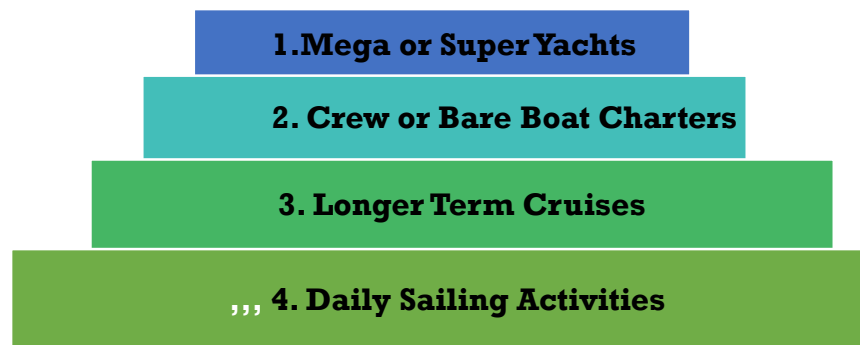 1.Mega or Super Yachts
2. Crew or Bare Boat Charters
3. Longer Term Cruises
,,, 4. Daily Sailing Activities